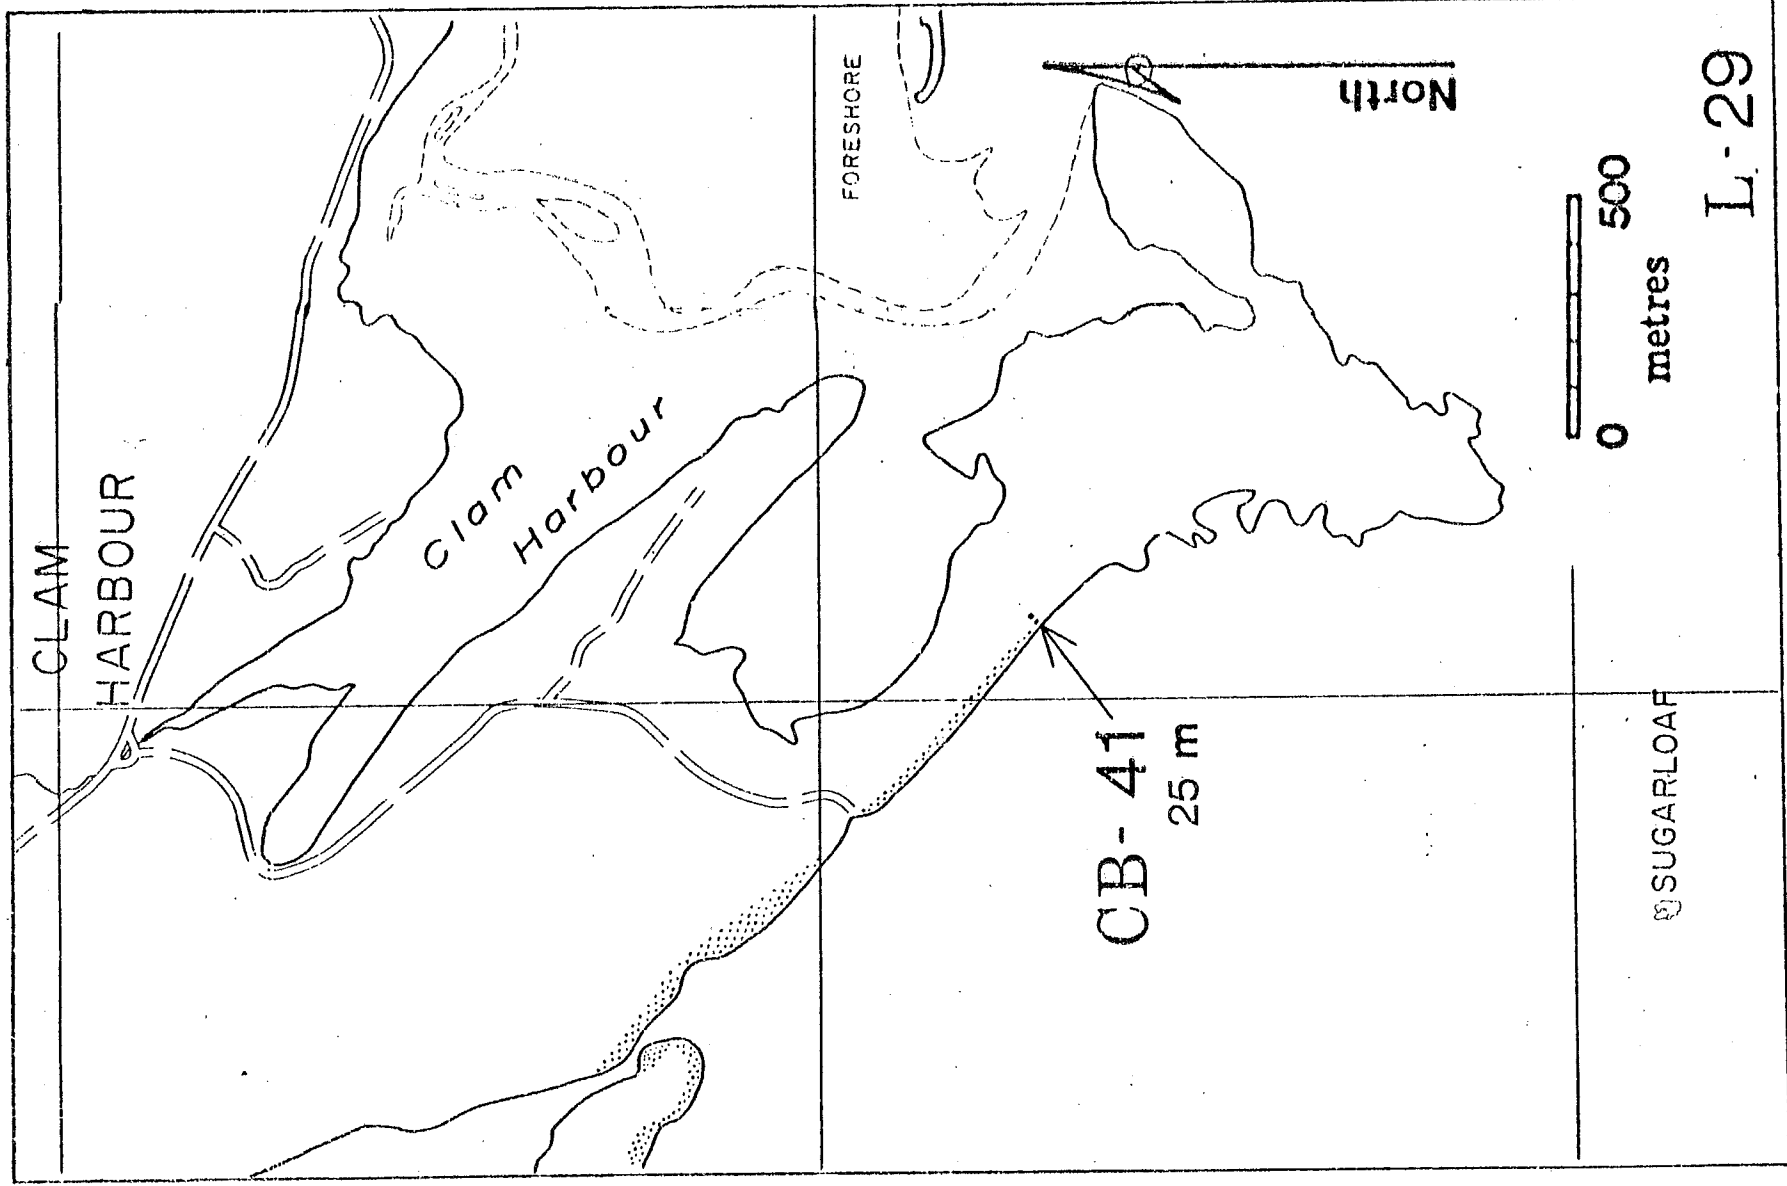 CLAM
HARBOUR
Clam
Harbour
FORESHORE
North
CB- 41
25 m
0 500
metres
SUGARLOAF
L-29